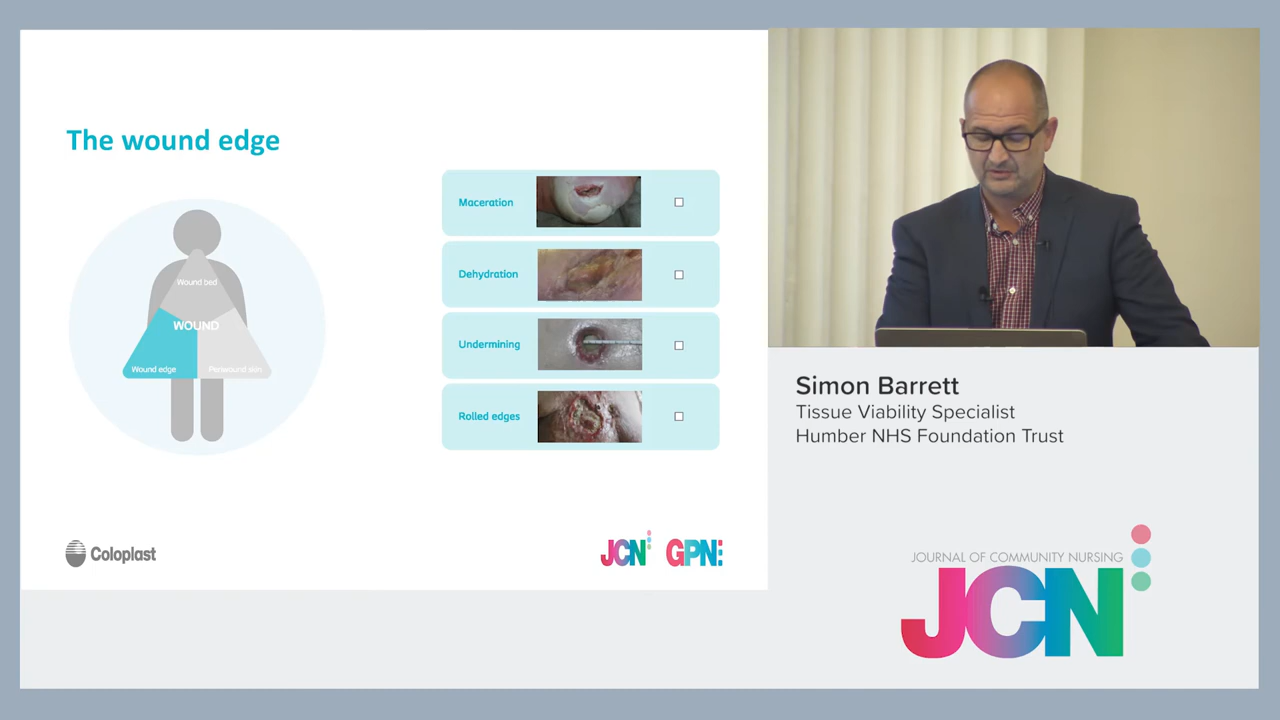 The wound edge
Wound bed
WOUND
Wound edge
Periwound skin
Maceration
Dehydration
Undermining
Rolled edges
Coloplast
JCN
GPN
Simon Barrett
Tissue Viability Specialist
Humber NHS Foundation Trust
JOURNAL OF COMMUNITY NURSING
JCN